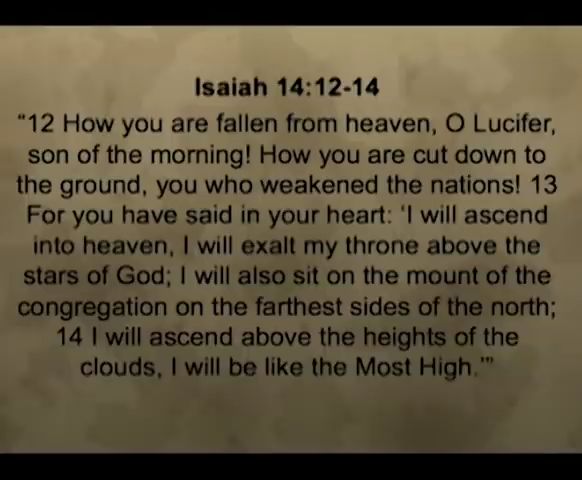 Isaiah 14:12-14
“12 How you are fallen from heaven, O Lucifer,
son of the morning! How you are cut down to
the ground, you who weakened the nations! 13
For you have said in your heart: ‘I will ascend
into heaven, I will exalt my throne above the
stars of God; I will also sit on the mount of the
congregation on the farthest sides of the north;
14 I will ascend above the heights of the
clouds, I will be like the Most High.’”